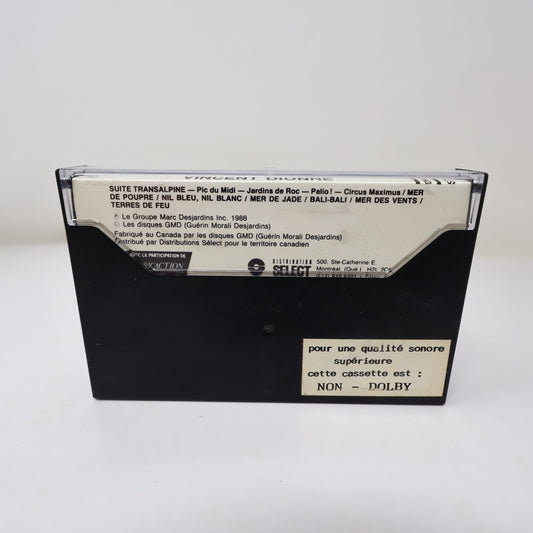 VINCENT DIONNE
SUITE TRANSALPINE — Pic du Midi — Jardins de Roc — Palio! — Circus Maximus / MER
DE POUPRE / NIL BLEU, NIL BLANC / MER DE JADE / BALI-BALI / MER DES VENTS /
TERRES DE FEU
℗ Le Groupe Marc Desjardins Inc. 1988
© Les disques GMD (Guérin Morali Desjardins)
Fabriqué au Canada par les disques GMD (Guérin Morali Desjardins)
Distribué par Distributions Sélect pour le territoire canadien
LA PARTICIPATION DE
DISTRIBUTION
SELECT
500, Ste-Catherine E.
Montréal, (Qué.) H2L
pour une qualité sonore
supérieure
cette cassette est :
NON - DOLBY